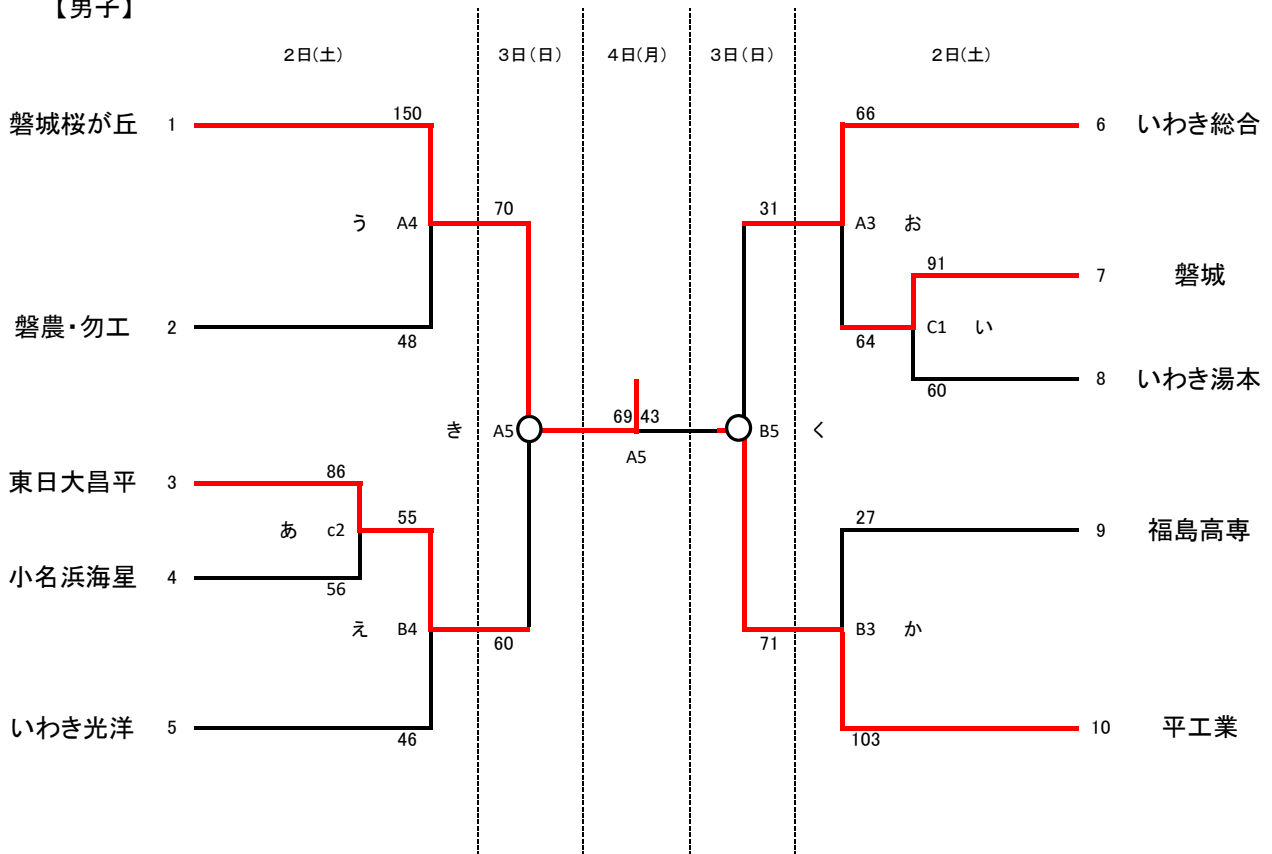 【男子】
２日(土) ３日(日) ４日(月) ３日(日) ２日(土)
磐城桜が丘 1 150 66 6 いわき総合
う A4 70 31 A3 お
91 7 磐城
磐農・勿工 2 48 64 C1 い
60 8 いわき湯本
き A5 69 43 B5 く
A5
東日大昌平 3 86
あ c2 55 27 9 福島高専
小名浜海星 4 56
え B4 60 71 B3 か
いわき光洋 5 46 103 10 平工業